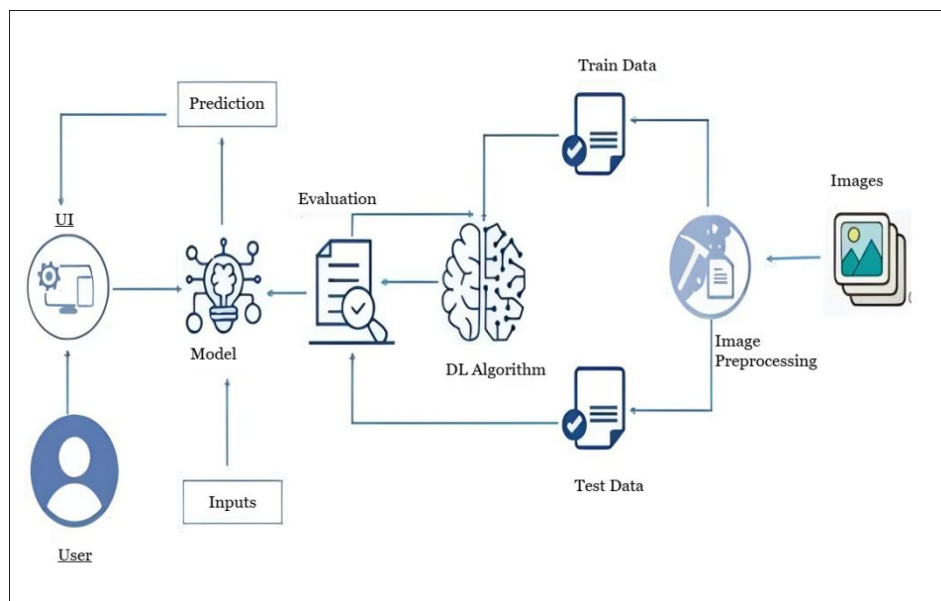 Train Data
Prediction
Images
Evaluation
UI
Image
Preprocessing
Model
DL Algorithm
Test Data
Inputs
User